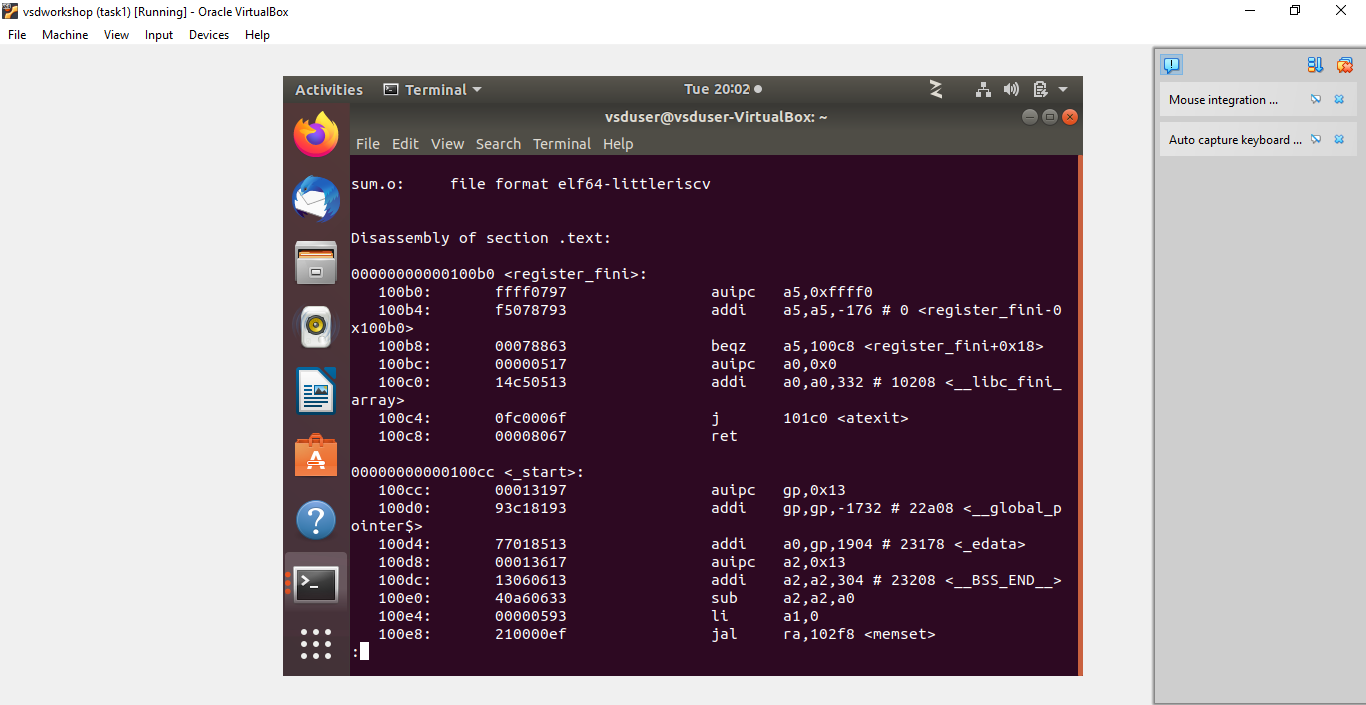 vsdworkshop (task1) [Running] - Oracle VirtualBox
File Machine View Input Devices Help
Activities Terminal Tue 20:02
Mouse integration ...
Auto capture keyboard ...
vsduser@vsduser-VirtualBox: ~
File Edit View Search Terminal Help
sum.o:     file format elf64-littleriscv
Disassembly of section .text:
00000000000100b0 <register_fini>:
   100b0:       ffff0797                auipc   a5,0xffff0
   100b4:       f5078793                addi    a5,a5,-176 # 0 <register_fini-0
x100b0>
   100b8:       00078863                beqz    a5,100c8 <register_fini+0x18>
   100bc:       00000517                auipc   a0,0x0
   100c0:       14c50513                addi    a0,a0,332 # 10208 <__libc_fini_
array>
   100c4:       0fc0006f                j       101c0 <atexit>
   100c8:       00008067                ret
00000000000100cc <_start>:
   100cc:       00013197                auipc   gp,0x13
   100d0:       93c18193                addi    gp,gp,-1732 # 22a08 <__global_p
ointer$>
   100d4:       77018513                addi    a0,gp,1904 # 23178 <_edata>
   100d8:       00013617                auipc   a2,0x13
   100dc:       13060613                addi    a2,a2,304 # 23208 <__BSS_END__>
   100e0:       40a60633                sub     a2,a2,a0
   100e4:       00000593                li      a1,0
   100e8:       210000ef                jal     ra,102f8 <memset>
: